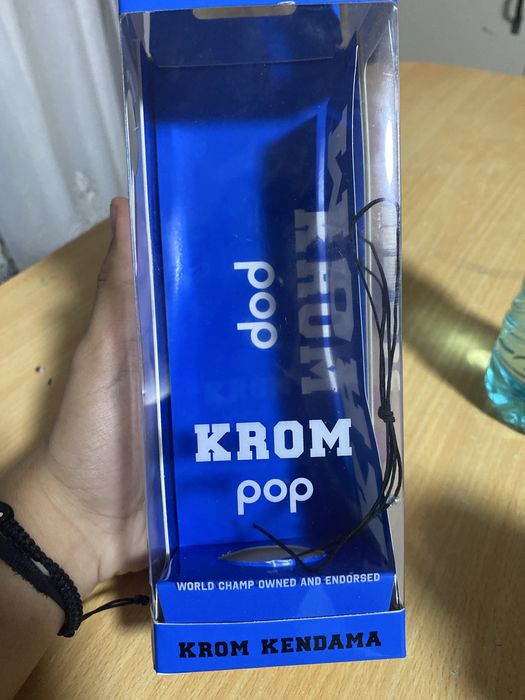 pop
KROM
KROM
pop
WORLD CHAMP OWNED AND ENDORSED
KROM KENDAMA